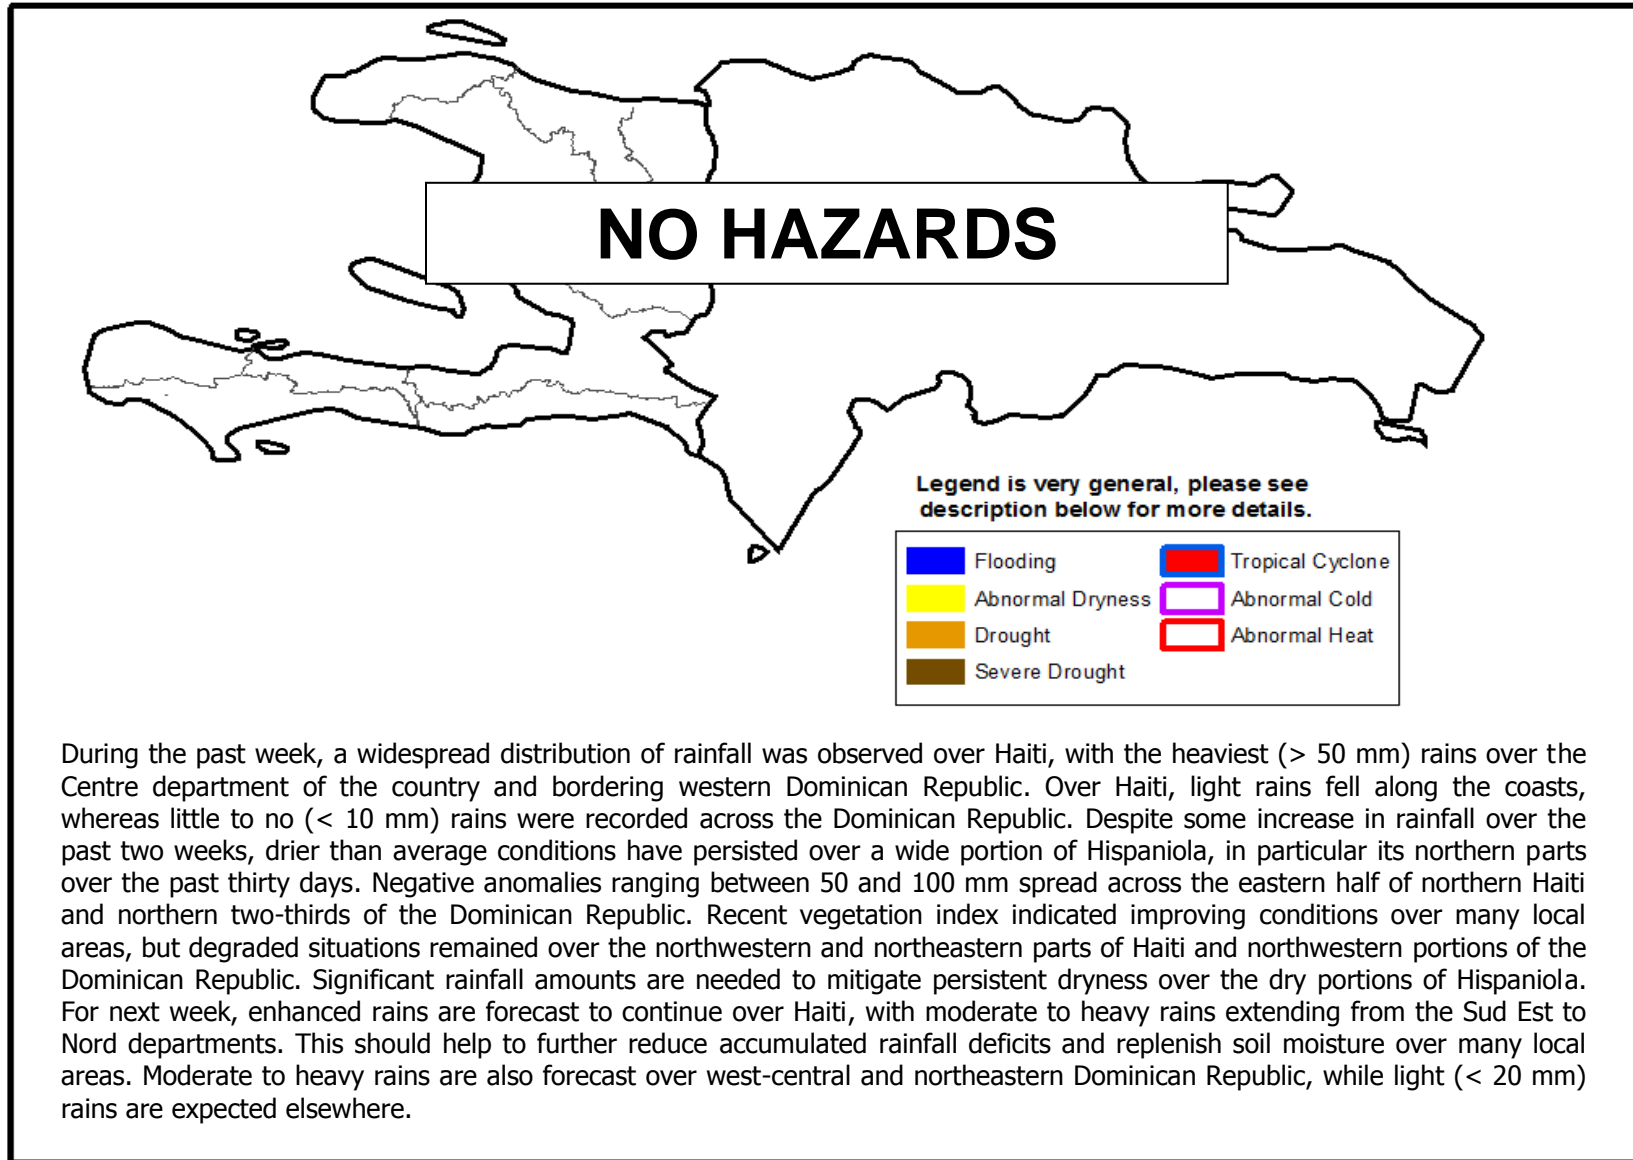 NO HAZARDS
Legend is very general, please see
description below for more details.
Flooding
Tropical Cyclone
Abnormal Dryness
Abnormal Cold
Drought
Abnormal Heat
Severe Drought
During the past week, a widespread distribution of rainfall was observed over Haiti, with the heaviest (> 50 mm) rains over the
Centre department of the country and bordering western Dominican Republic. Over Haiti, light rains fell along the coasts,
whereas little to no (< 10 mm) rains were recorded across the Dominican Republic. Despite some increase in rainfall over the
past two weeks, drier than average conditions have persisted over a wide portion of Hispaniola, in particular its northern parts
over the past thirty days. Negative anomalies ranging between 50 and 100 mm spread across the eastern half of northern Haiti
and northern two-thirds of the Dominican Republic. Recent vegetation index indicated improving conditions over many local
areas, but degraded situations remained over the northwestern and northeastern parts of Haiti and northwestern portions of the
Dominican Republic. Significant rainfall amounts are needed to mitigate persistent dryness over the dry portions of Hispaniola.
For next week, enhanced rains are forecast to continue over Haiti, with moderate to heavy rains extending from the Sud Est to
Nord departments. This should help to further reduce accumulated rainfall deficits and replenish soil moisture over many local
areas. Moderate to heavy rains are also forecast over west-central and northeastern Dominican Republic, while light (< 20 mm)
rains are expected elsewhere.